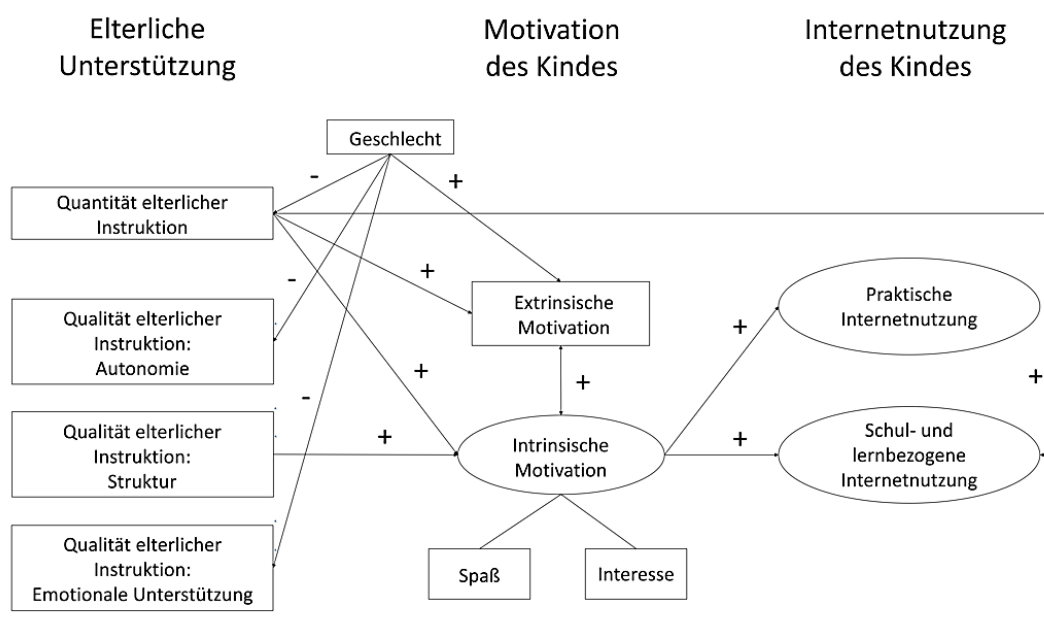 Elterliche
Unterstützung
Motivation
des Kindes
Internetnutzung
des Kindes
Geschlecht
-
+
Quantität elterlicher
Instruktion
-
+
Extrinsische
Motivation
Praktische
Internetnutzung
+
Qualität elterlicher
Instruktion:
Autonomie
+
+
+
-
Qualität elterlicher
Instruktion:
Struktur
+
Intrinsische
Motivation
+
Schul- und
lernbezogene
Internetnutzung
Qualität elterlicher
Instruktion:
Emotionale Unterstützung
Spaß
Interesse